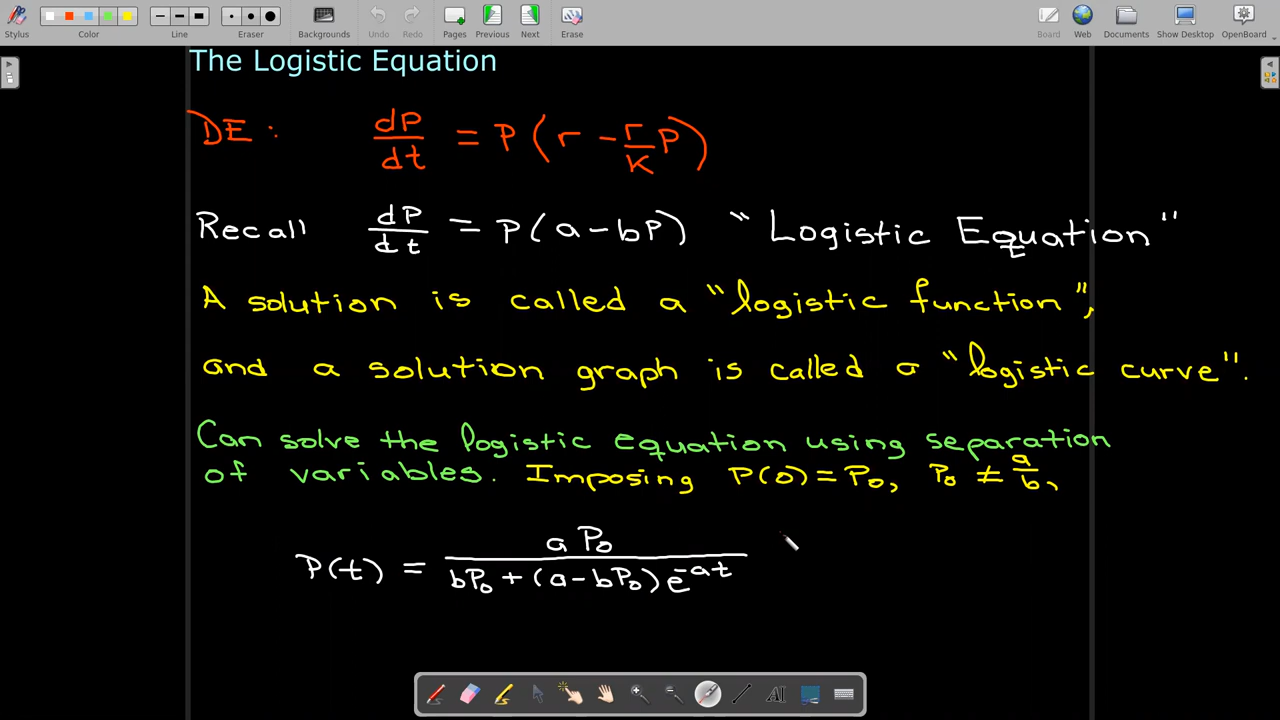 Stylus Color Eraser Backgrounds Undo Redo Pages Previous Next Erase Board Web Documents Show Desktop OpenBoard
The Logistic Equation
DE: dP/dt = P(r - r/K P)
Recall dP/dt = P(a - bP) "Logistic Equation"
A solution is called a "logistic function",
and a solution graph is called a "logistic curve".
Can solve the logistic equation using separation
of variables. Imposing P(0) = P₀, P₀ ≠ a/b,
P(t) = aP₀ / (bP₀ + (a - bP₀)e^(-at))
AI